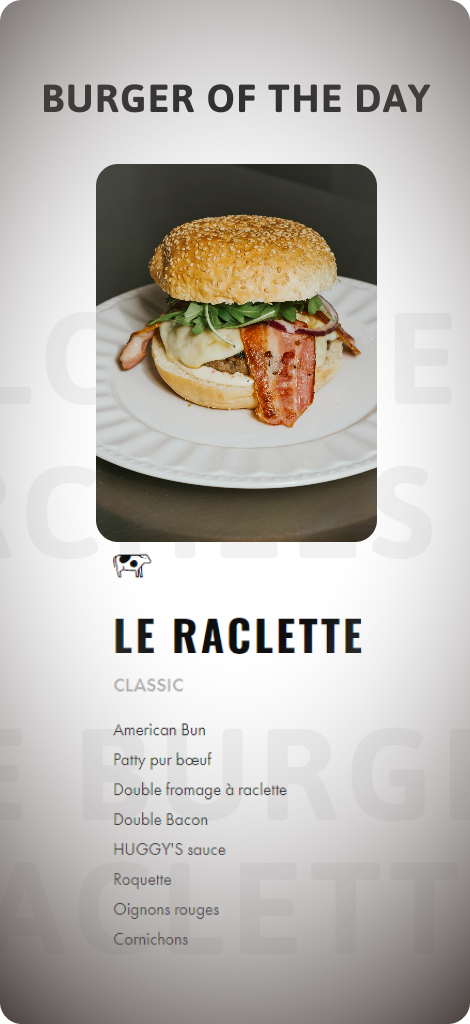 BURGER OF THE DAY
LE RACLETTE
CLASSIC
American Bun
Patty pur bœuf
Double fromage à raclette
Double Bacon
HUGGY'S sauce
Roquette
Oignons rouges
Cornichons